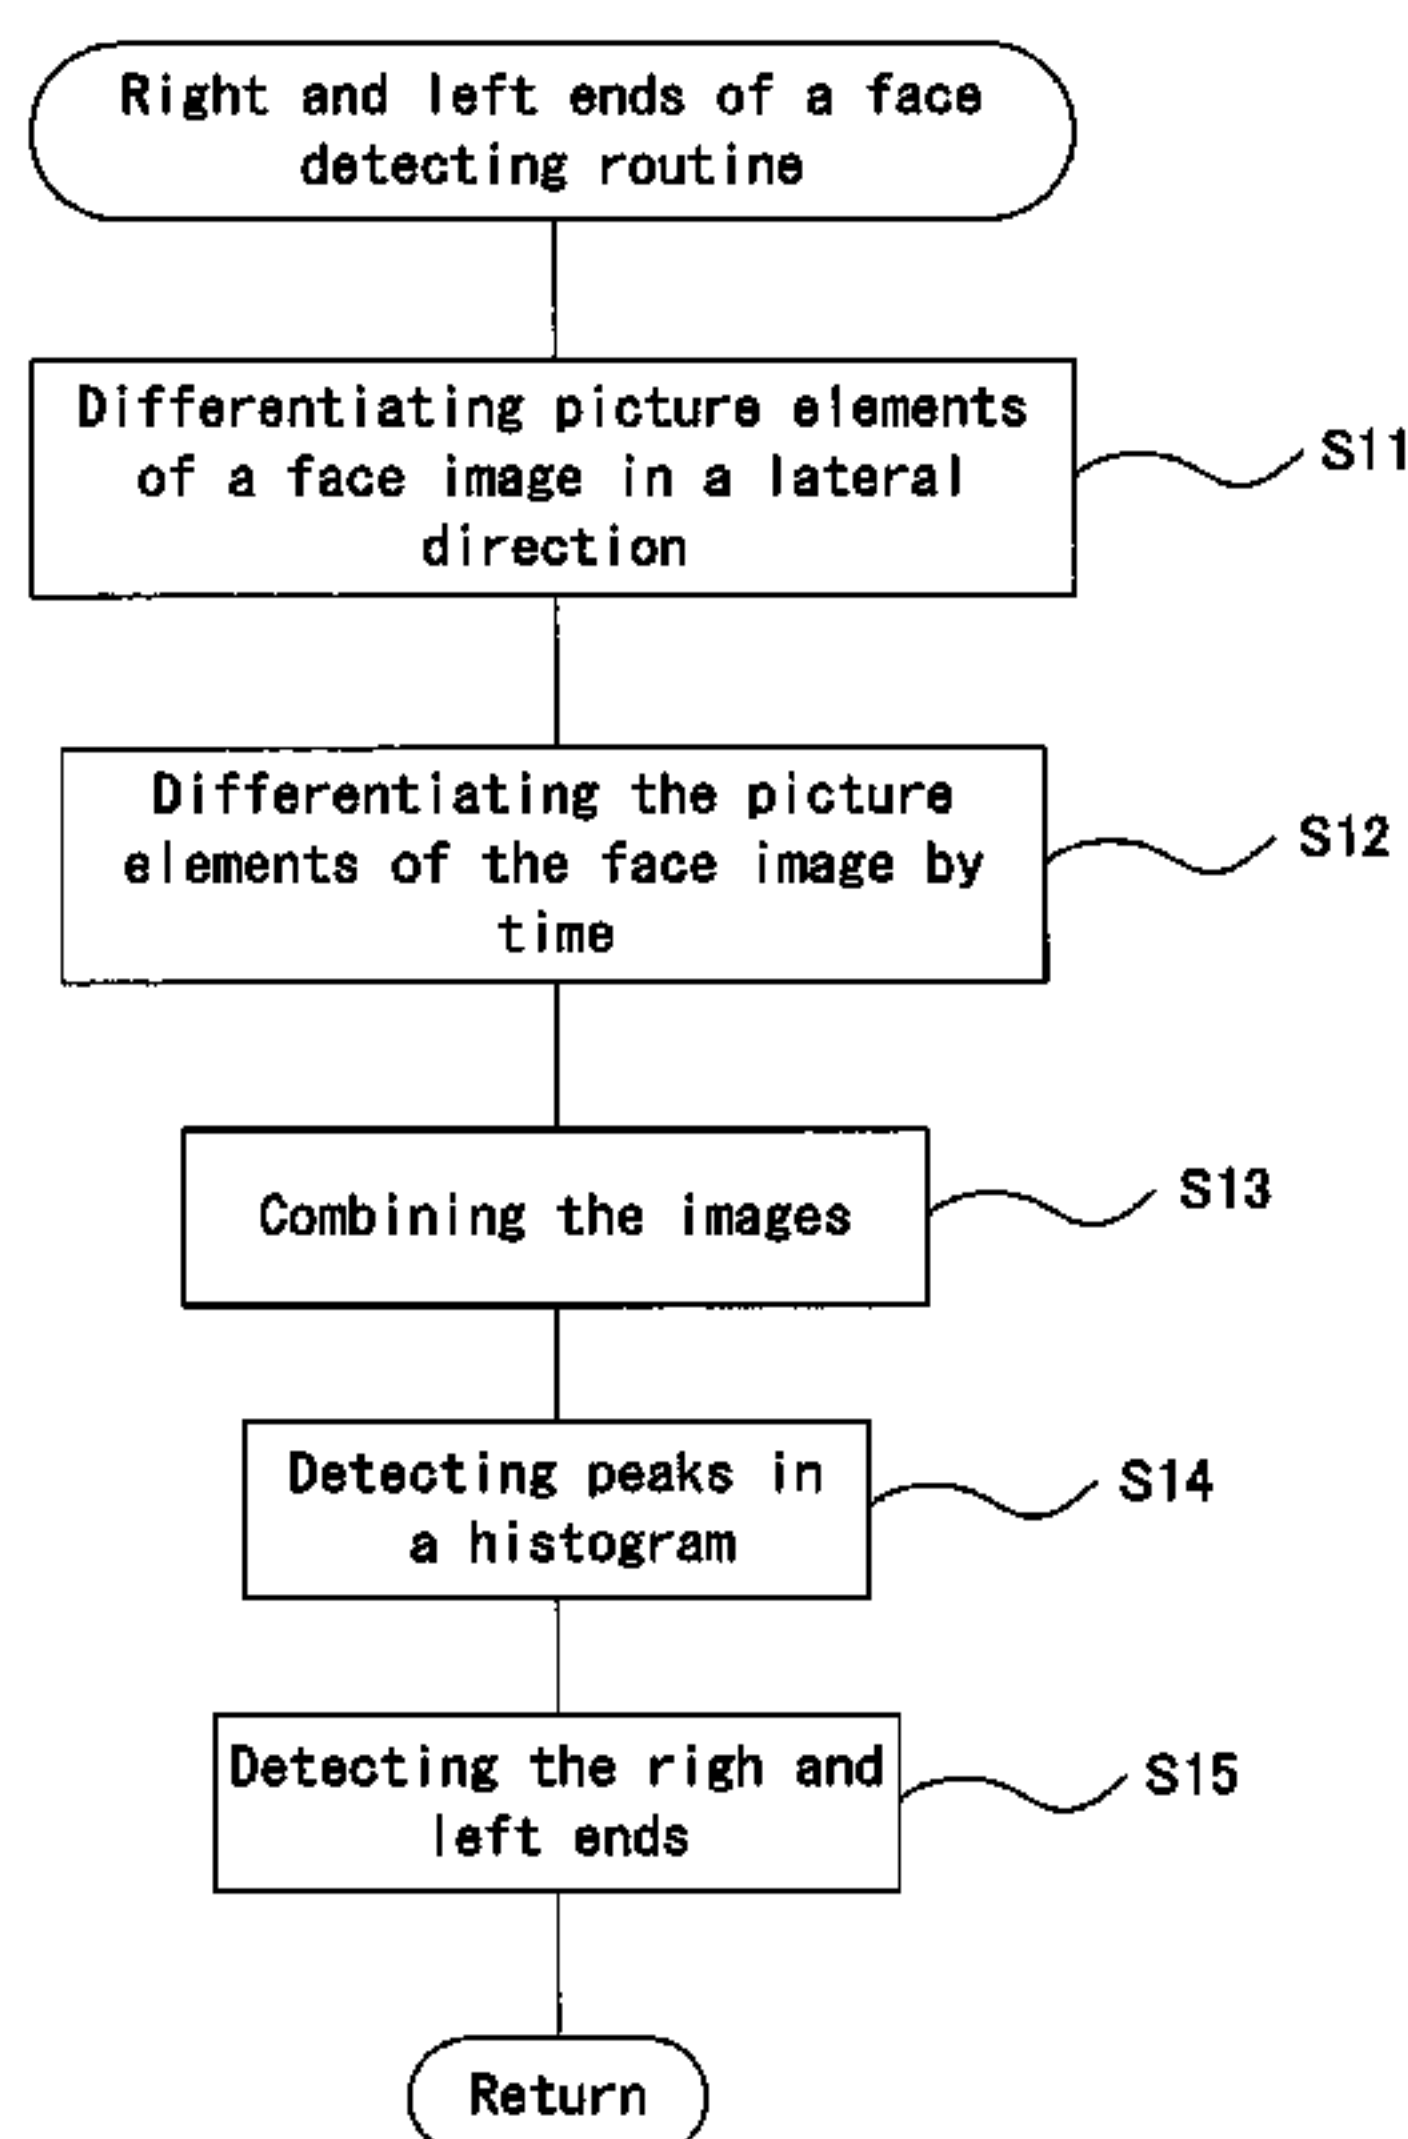 Right and left ends of a face
detecting routine
Differentiating picture elements
of a face image in a lateral
direction
S11
Differentiating the picture
elements of the face image by
time
S12
Combining the images
S13
Detecting peaks in
a histogram
S14
Detecting the righ and
left ends
S15
Return